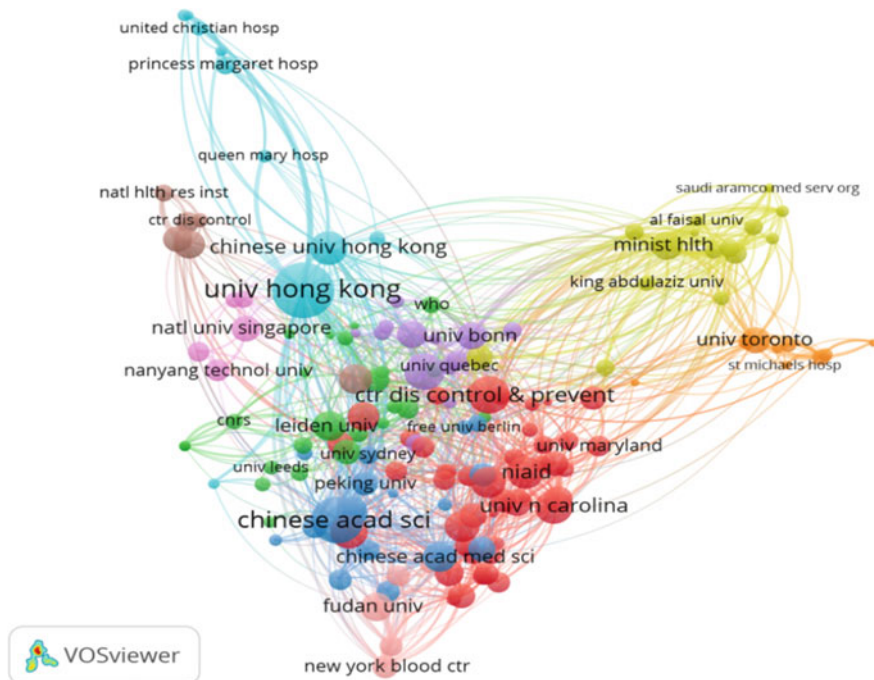 united christian hosp
princess margaret hosp
queen mary hosp
natl hlth res inst
saudi aramco med serv org
ctr dis control
al faisal univ
chinese univ hong kong
minist hlth
univ hong kong
king abdulaziz univ
who
natl univ singapore
univ bonn
univ toronto
nanyang technol univ
univ quebec
st michaels hosp
ctr dis control & prevent
cnrs
leiden univ
free univ berlin
univ sydney
univ maryland
univ leeds
peking univ
niaid
univ n carolina
chinese acad sci
chinese acad med sci
fudan univ
VOSviewer
new york blood ctr